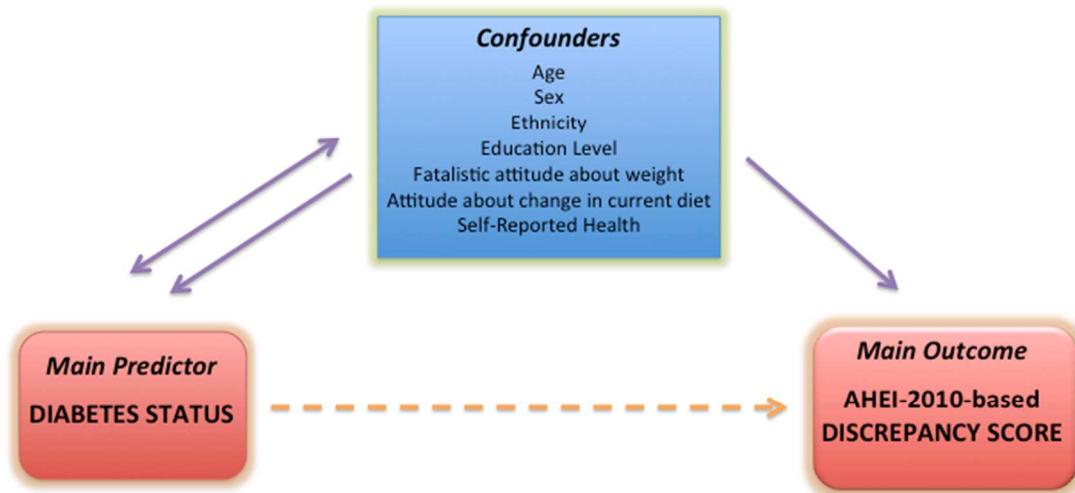 Confounders
Age
Sex
Ethnicity
Education Level
Fatalistic attitude about weight
Attitude about change in current diet
Self-Reported Health
Main Predictor
DIABETES STATUS
Main Outcome
AHEI-2010-based
DISCREPANCY SCORE